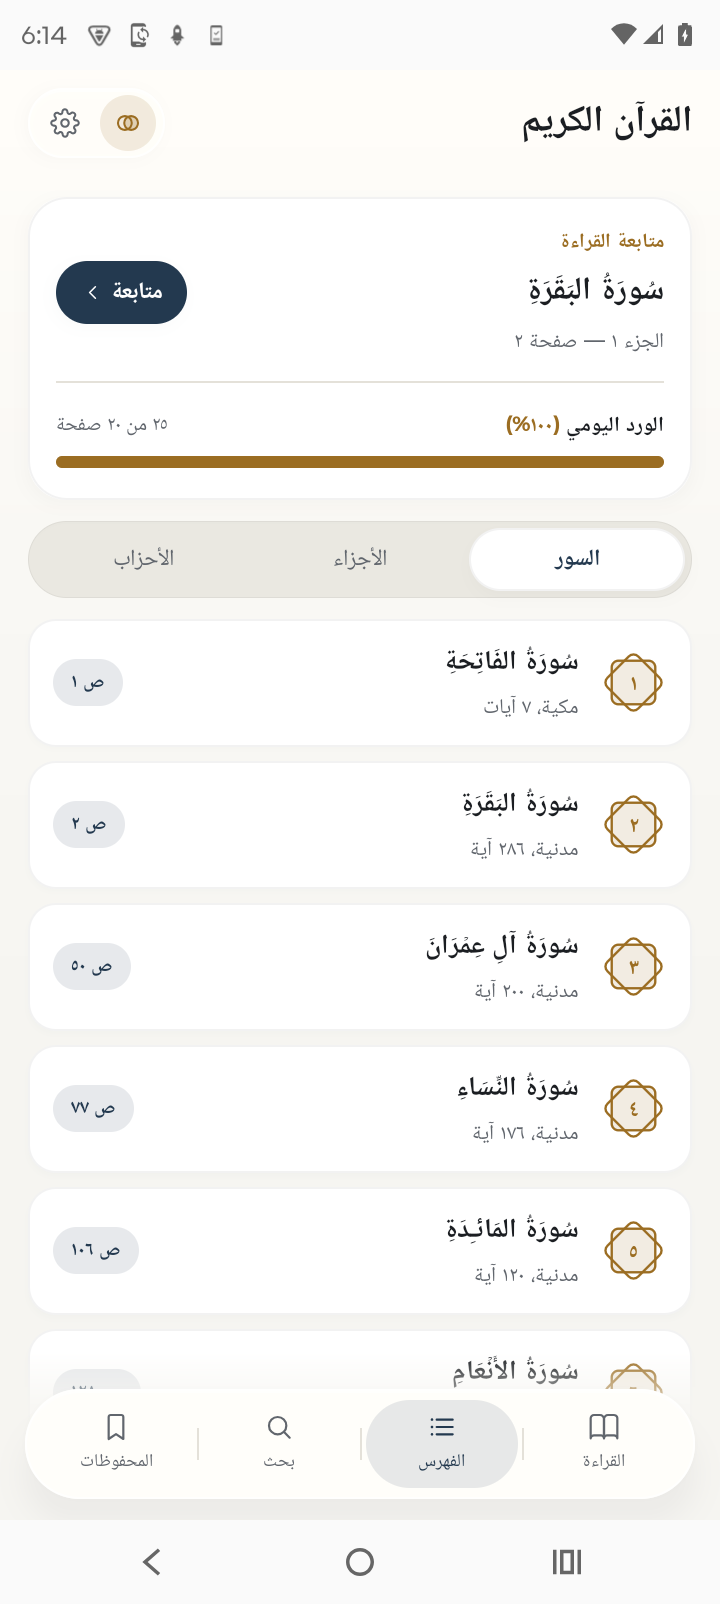 6:14
القرآن الكريم
متابعة القراءة
سُورَةُ البَقَرَةِ
الجزء ١ — صفحة ٢
متابعة
الورد اليومي (١٠٠%)
٢٥ من ٢٠ صفحة
السور
الأجزاء
الأحزاب
١
سُورَةُ الفَاتِحَةِ
مكية، ٧ آيات
ص ١
٢
سُورَةُ البَقَرَةِ
مدنية، ٢٨٦ آية
ص ٢
٣
سُورَةُ آلِ عِمۡرَانَ
مدنية، ٢٠٠ آية
ص ٥٠
٤
سُورَةُ النِّسَاءِ
مدنية، ١٧٦ آية
ص ٧٧
٥
سُورَةُ المَائـِدَةِ
مدنية، ١٢٠ آية
ص ١٠٦
سُورَةُ الأَنۡعَامِ
القراءة
الفهرس
بحث
المحفوظات